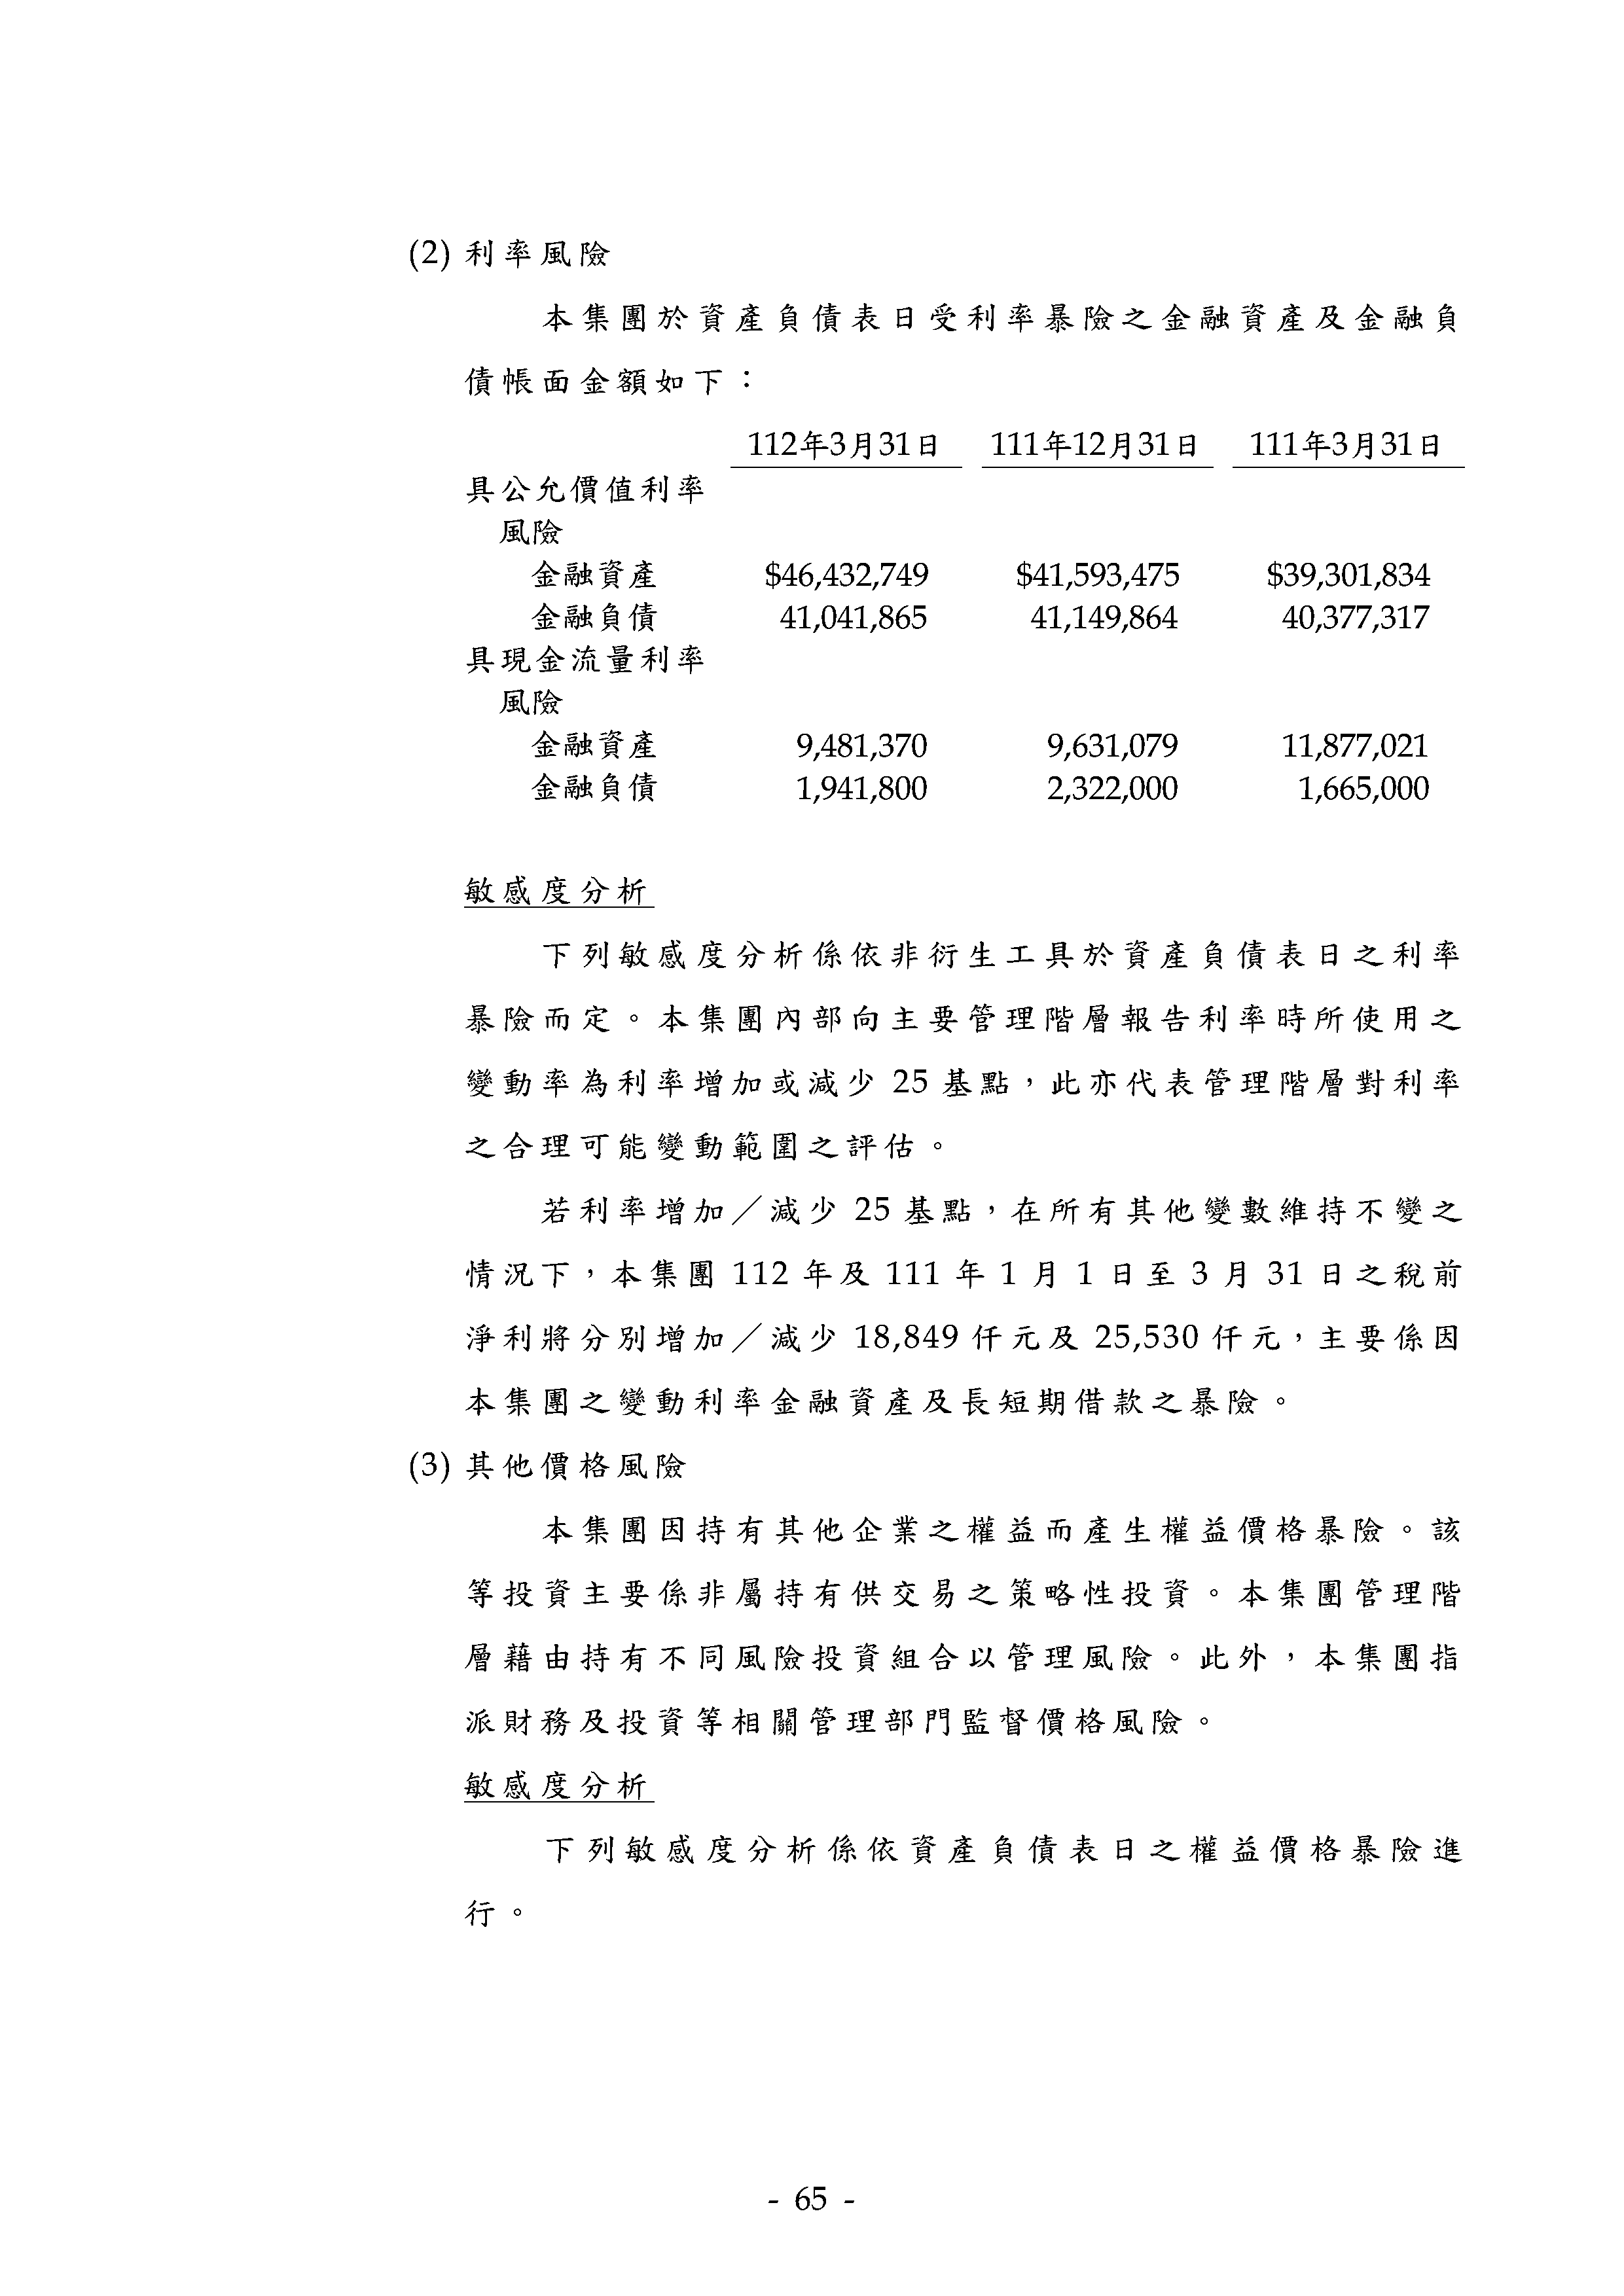 (2) 利率風險
本集團於資產負債表日受利率暴險之金融資產及金融負
債帳面金額如下：
112年3月31日 111年12月31日 111年3月31日
具公允價值利率
風險
金融資產 $46,432,749 $41,593,475 $39,301,834
金融負債 41,041,865 41,149,864 40,377,317
具現金流量利率
風險
金融資產 9,481,370 9,631,079 11,877,021
金融負債 1,941,800 2,322,000 1,665,000
敏感度分析
下列敏感度分析係依非衍生工具於資產負債表日之利率
暴險而定。本集團內部向主要管理階層報告利率時所使用之
變動率為利率增加或減少 25 基點，此亦代表管理階層對利率
之合理可能變動範圍之評估。
若利率增加／減少 25 基點，在所有其他變數維持不變之
情況下，本集團 112 年及 111 年 1 月 1 日至 3 月 31 日之稅前
淨利將分別增加／減少 18,849 仟元及 25,530 仟元，主要係因
本集團之變動利率金融資產及長短期借款之暴險。
(3) 其他價格風險
本集團因持有其他企業之權益而產生權益價格暴險。該
等投資主要係非屬持有供交易之策略性投資。本集團管理階
層藉由持有不同風險投資組合以管理風險。此外，本集團指
派財務及投資等相關管理部門監督價格風險。
敏感度分析
下列敏感度分析係依資產負債表日之權益價格暴險進
行。
- 65 -